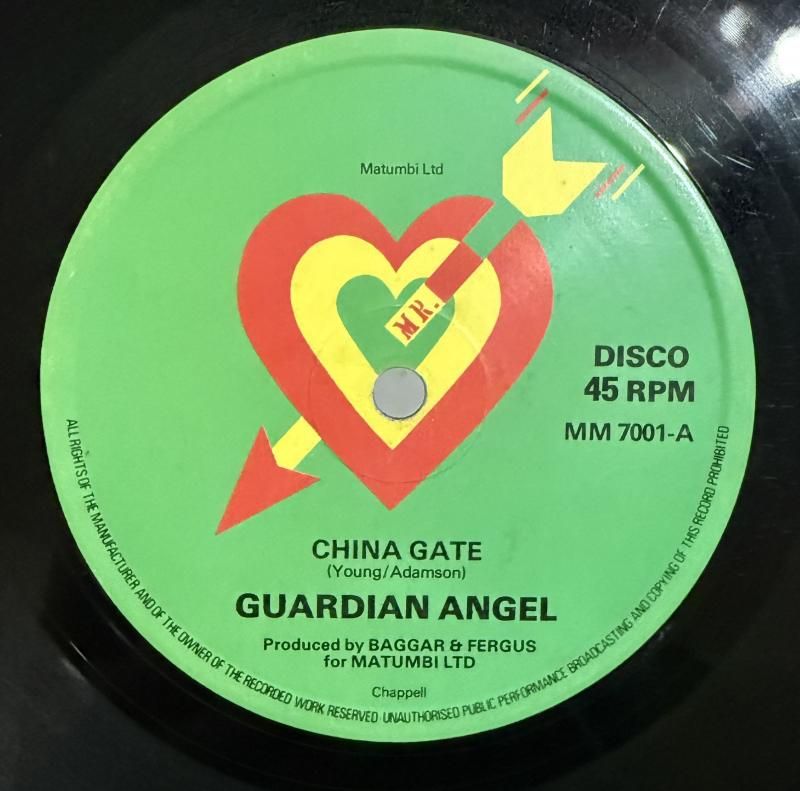 Matumbi Ltd
MR.
DISCO
45 RPM
MM 7001-A
CHINA GATE
(Young/Adamson)
GUARDIAN ANGEL
Produced by BAGGAR & FERGUS
for MATUMBI LTD
Chappell
ALL RIGHTS OF THE MANUFACTURER AND OF THE OWNER OF THE RECORDED WORK RESERVED UNAUTHORISED PUBLIC PERFORMANCE BROADCASTING AND COPYING OF THIS RECORD PROHIBITED